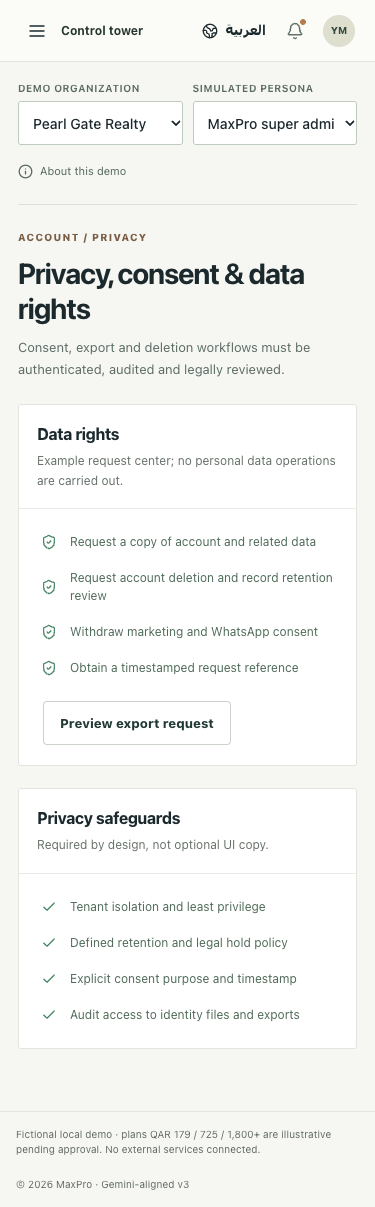 Control tower
العربية
YM
DEMO ORGANIZATION
SIMULATED PERSONA
Pearl Gate Realty
MaxPro super admi
About this demo
ACCOUNT / PRIVACY
Privacy, consent & data
rights
Consent, export and deletion workflows must be
authenticated, audited and legally reviewed.
Data rights
Example request center; no personal data operations
are carried out.
Request a copy of account and related data
Request account deletion and record retention
review
Withdraw marketing and WhatsApp consent
Obtain a timestamped request reference
Preview export request
Privacy safeguards
Required by design, not optional UI copy.
Tenant isolation and least privilege
Defined retention and legal hold policy
Explicit consent purpose and timestamp
Audit access to identity files and exports
Fictional local demo · plans QAR 179 / 725 / 1,800+ are illustrative
pending approval. No external services connected.
© 2026 MaxPro · Gemini-aligned v3